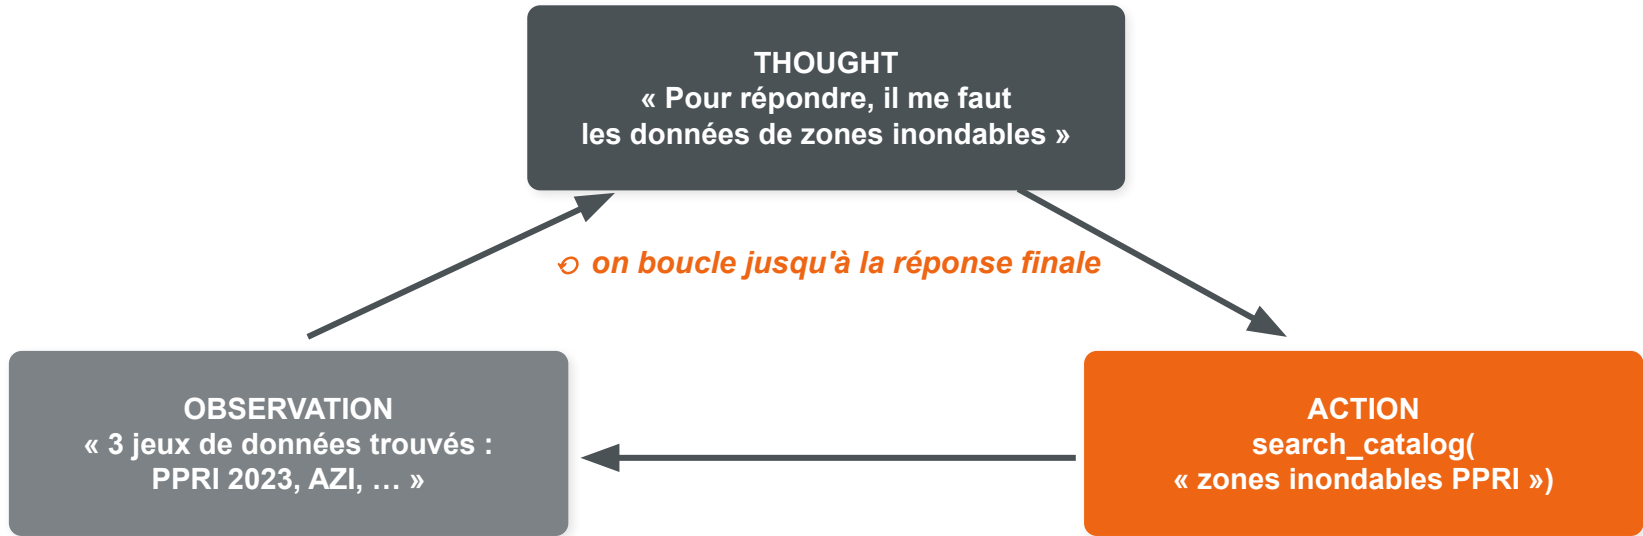 THOUGHT
« Pour répondre, il me faut
les données de zones inondables »
on boucle jusqu'à la réponse finale
OBSERVATION
« 3 jeux de données trouvés :
PPRI 2023, AZI, … »
ACTION
search_catalog(
« zones inondables PPRI »)